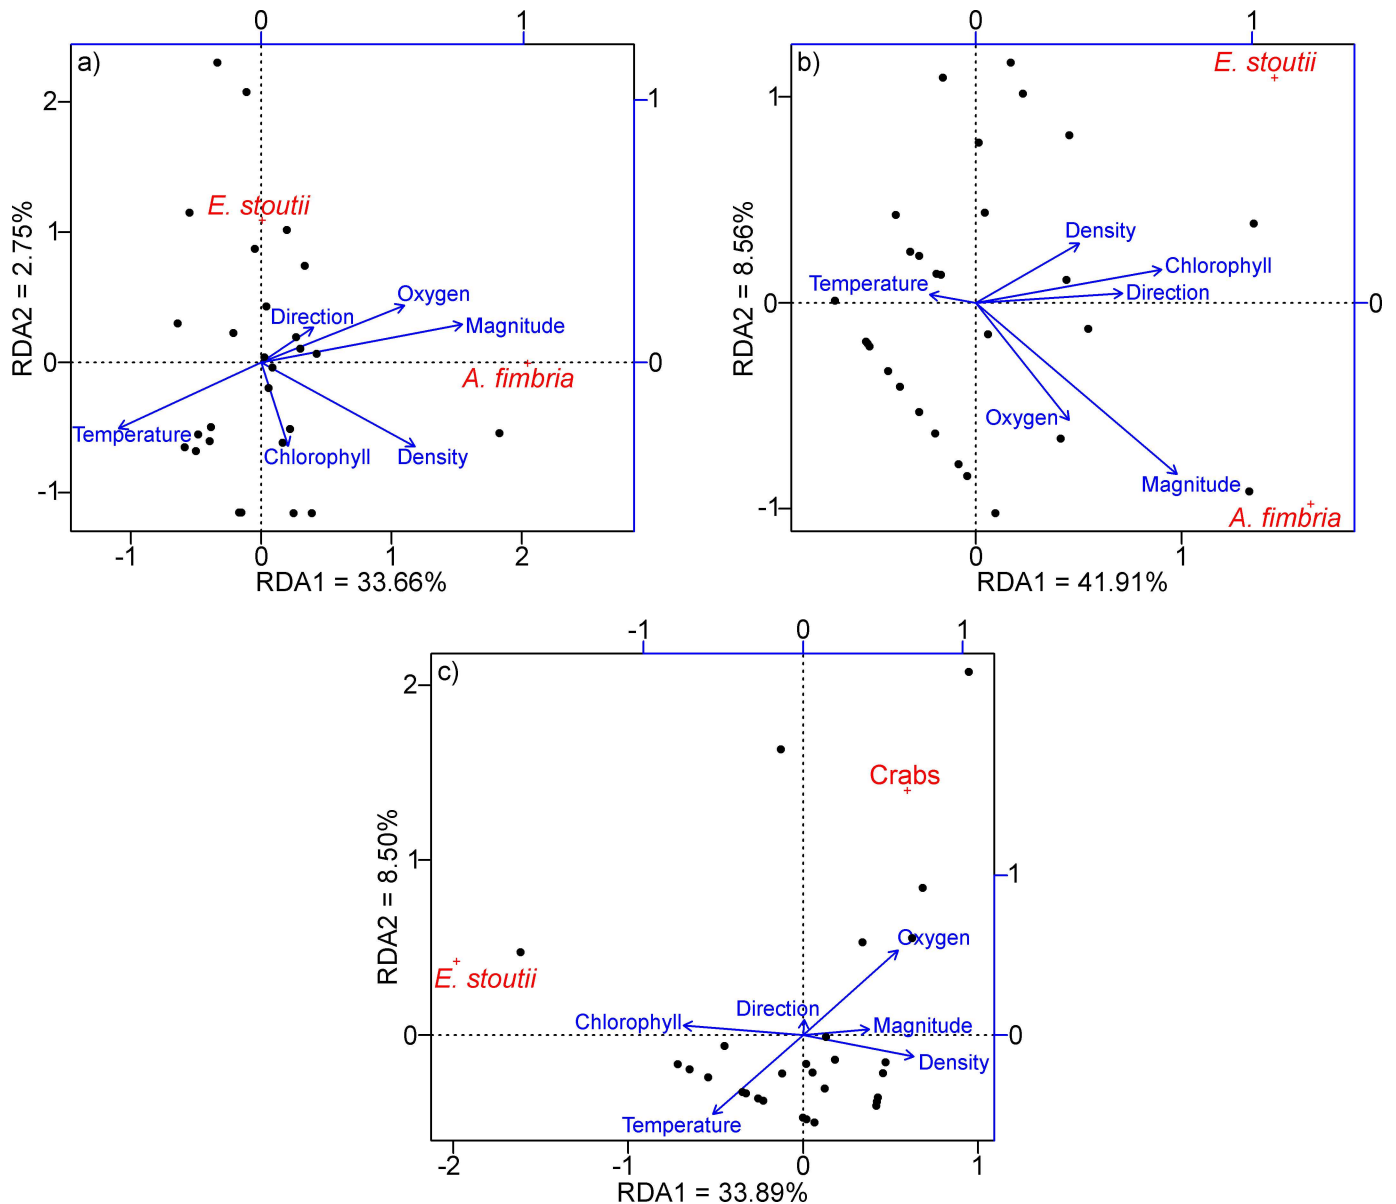 0 1
a)
2
1
0
-1
1
0
E. stoutii
Oxygen
Direction
Magnitude
A. fimbria
Temperature
Chlorophyll
Density
RDA2 = 2.75%
-1 0 1 2
RDA1 = 33.66%
0 1
b)
E. stoutii
1
0
-1
0
Density
Chlorophyll
Temperature
Direction
Oxygen
Magnitude
A. fimbria
RDA2 = 8.56%
0 1
RDA1 = 41.91%
-1 0 1
c)
2
1
0
1
0
Crabs
Oxygen
E. stoutii
Direction
Chlorophyll
Magnitude
Density
Temperature
RDA2 = 8.50%
-2 -1 0 1
RDA1 = 33.89%